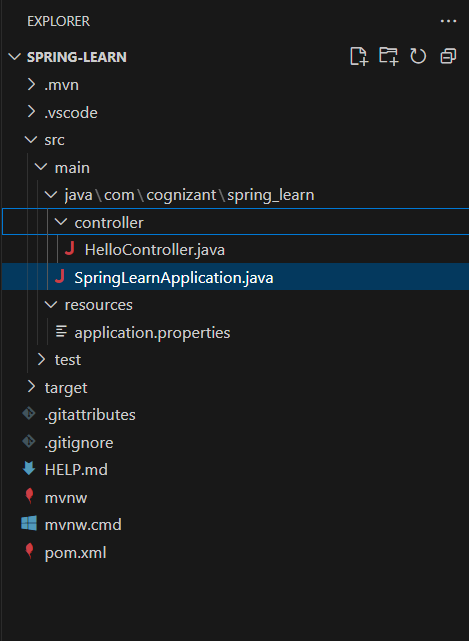 EXPLORER
SPRING-LEARN
.mvn
.vscode
src
main
java\com\cognizant\spring_learn
controller
HelloController.java
SpringLearnApplication.java
resources
application.properties
test
target
.gitattributes
.gitignore
HELP.md
mvnw
mvnw.cmd
pom.xml